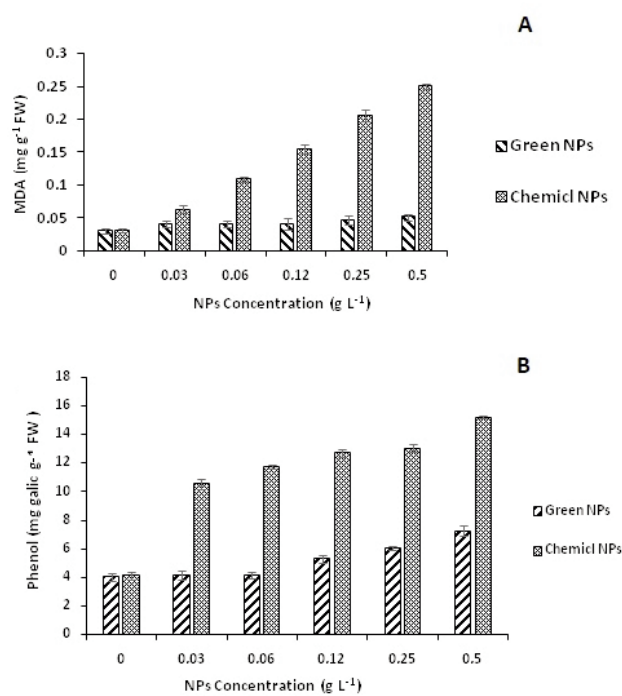 A
0.3
0.25
0.2
0.15
0.1
0.05
0
MDA (mg g-1 FW)
0 0.03 0.06 0.12 0.25 0.5
NPs Concentration (g L-1)
Green NPs
Chemicl NPs
B
18
16
14
12
10
8
6
4
2
0
Phenol (mg galic g-* FW )
0 0.03 0.06 0.12 0.25 0.5
NPs Concentration (g L-1)
Green NPs
Chemicl NPs